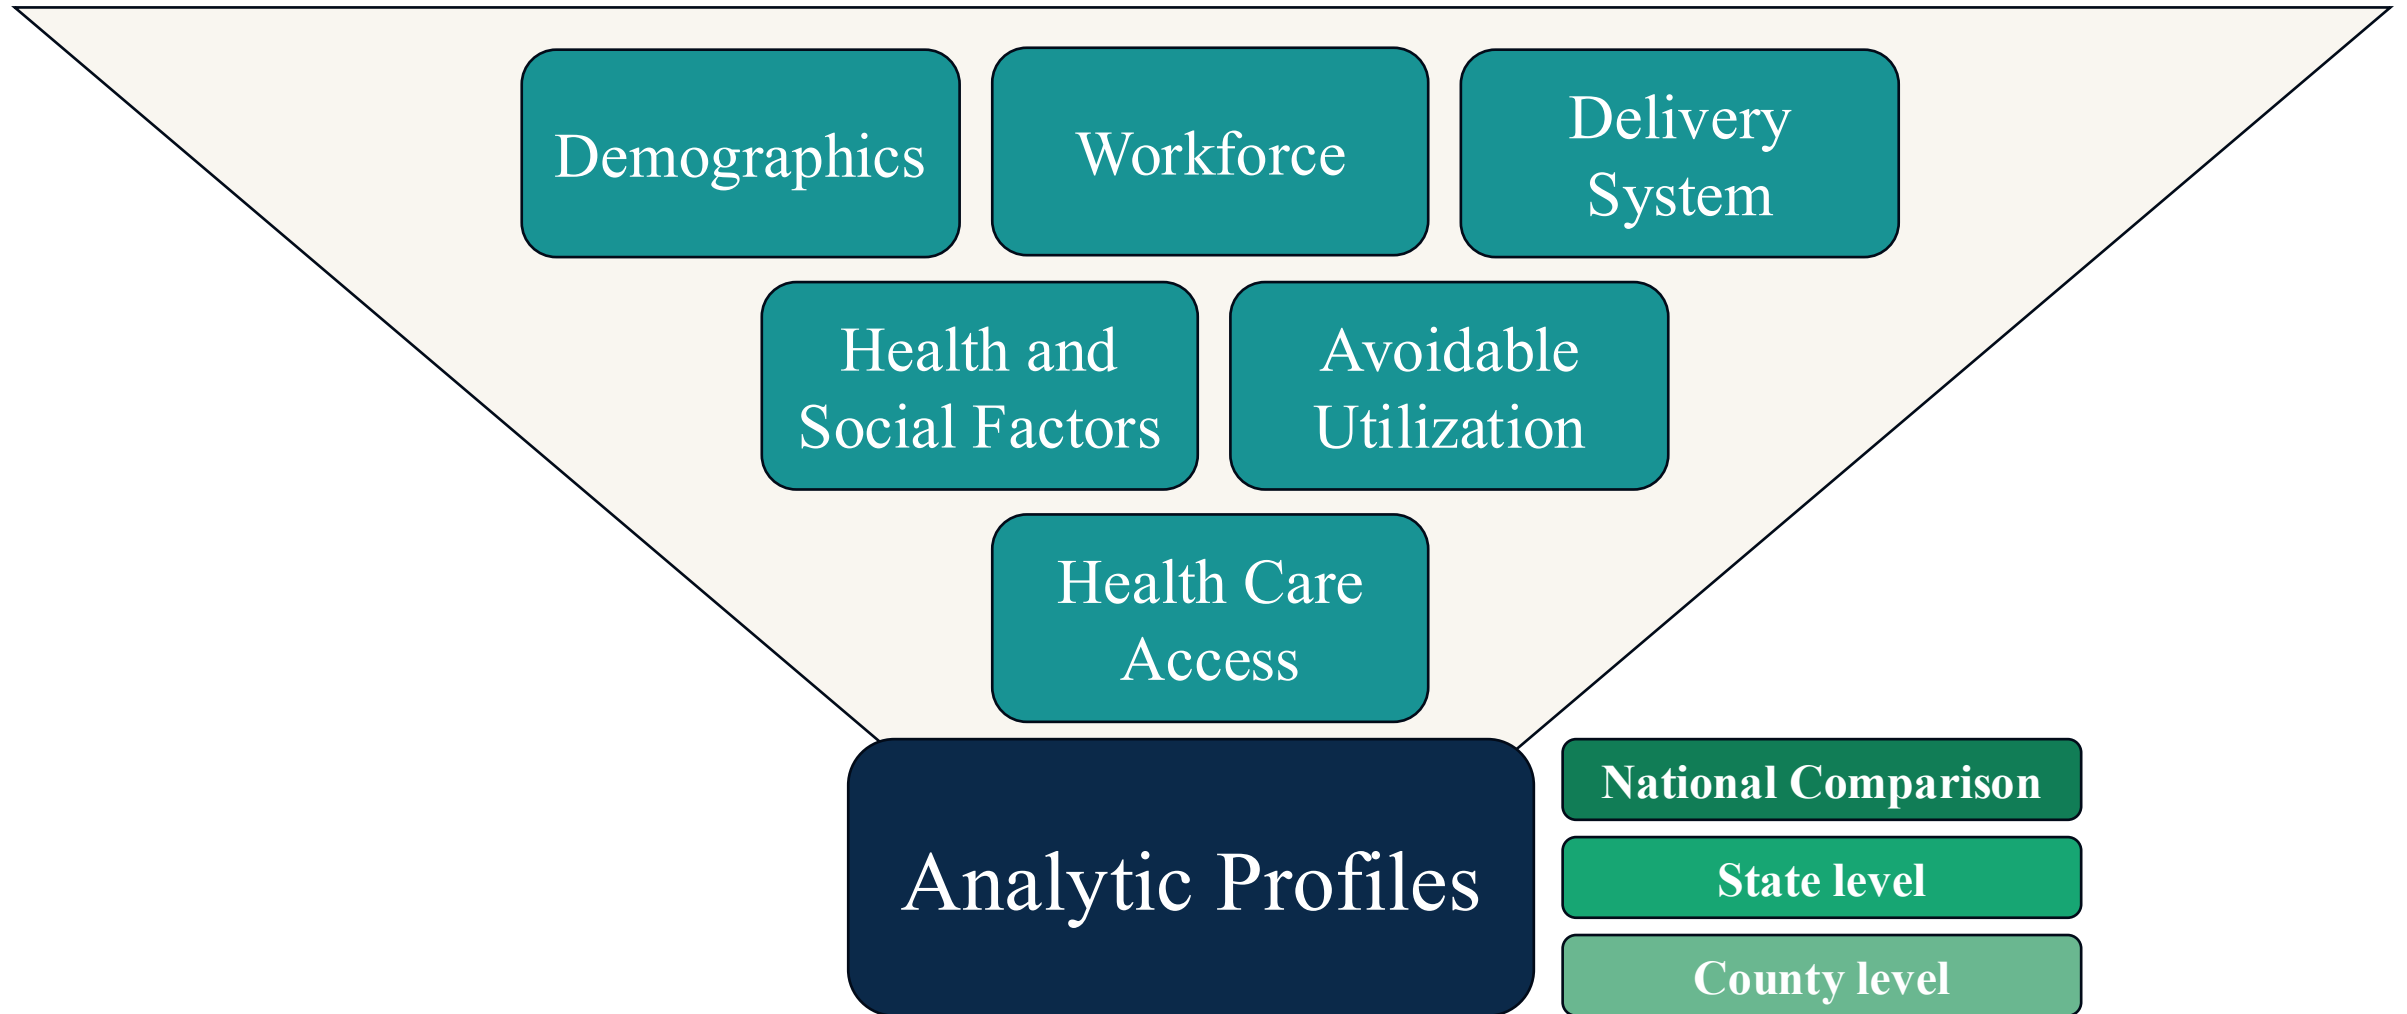 Demographics
Workforce
Delivery
System
Health and
Social Factors
Avoidable
Utilization
Health Care
Access
Analytic Profiles
National Comparison
State level
County level